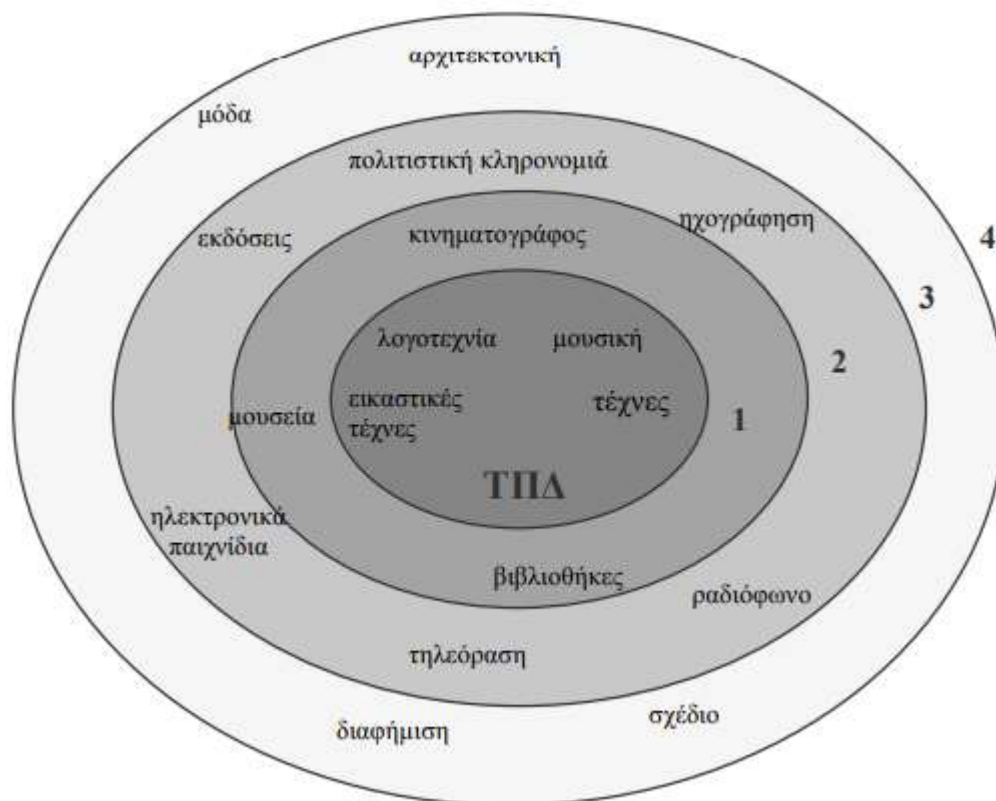 αρχιτεκτονική
μόδα
πολιτιστική κληρονομιά
ηχογράφηση
εκδόσεις
κινηματογράφος
4
3
λογοτεχνία
μουσική
2
εικαστικές
τέχνες
τέχνες
μουσεία
1
ΤΠΔ
ηλεκτρονικά
παιχνίδια
βιβλιοθήκες
ραδιόφωνο
τηλεόραση
σχέδιο
διαφήμιση